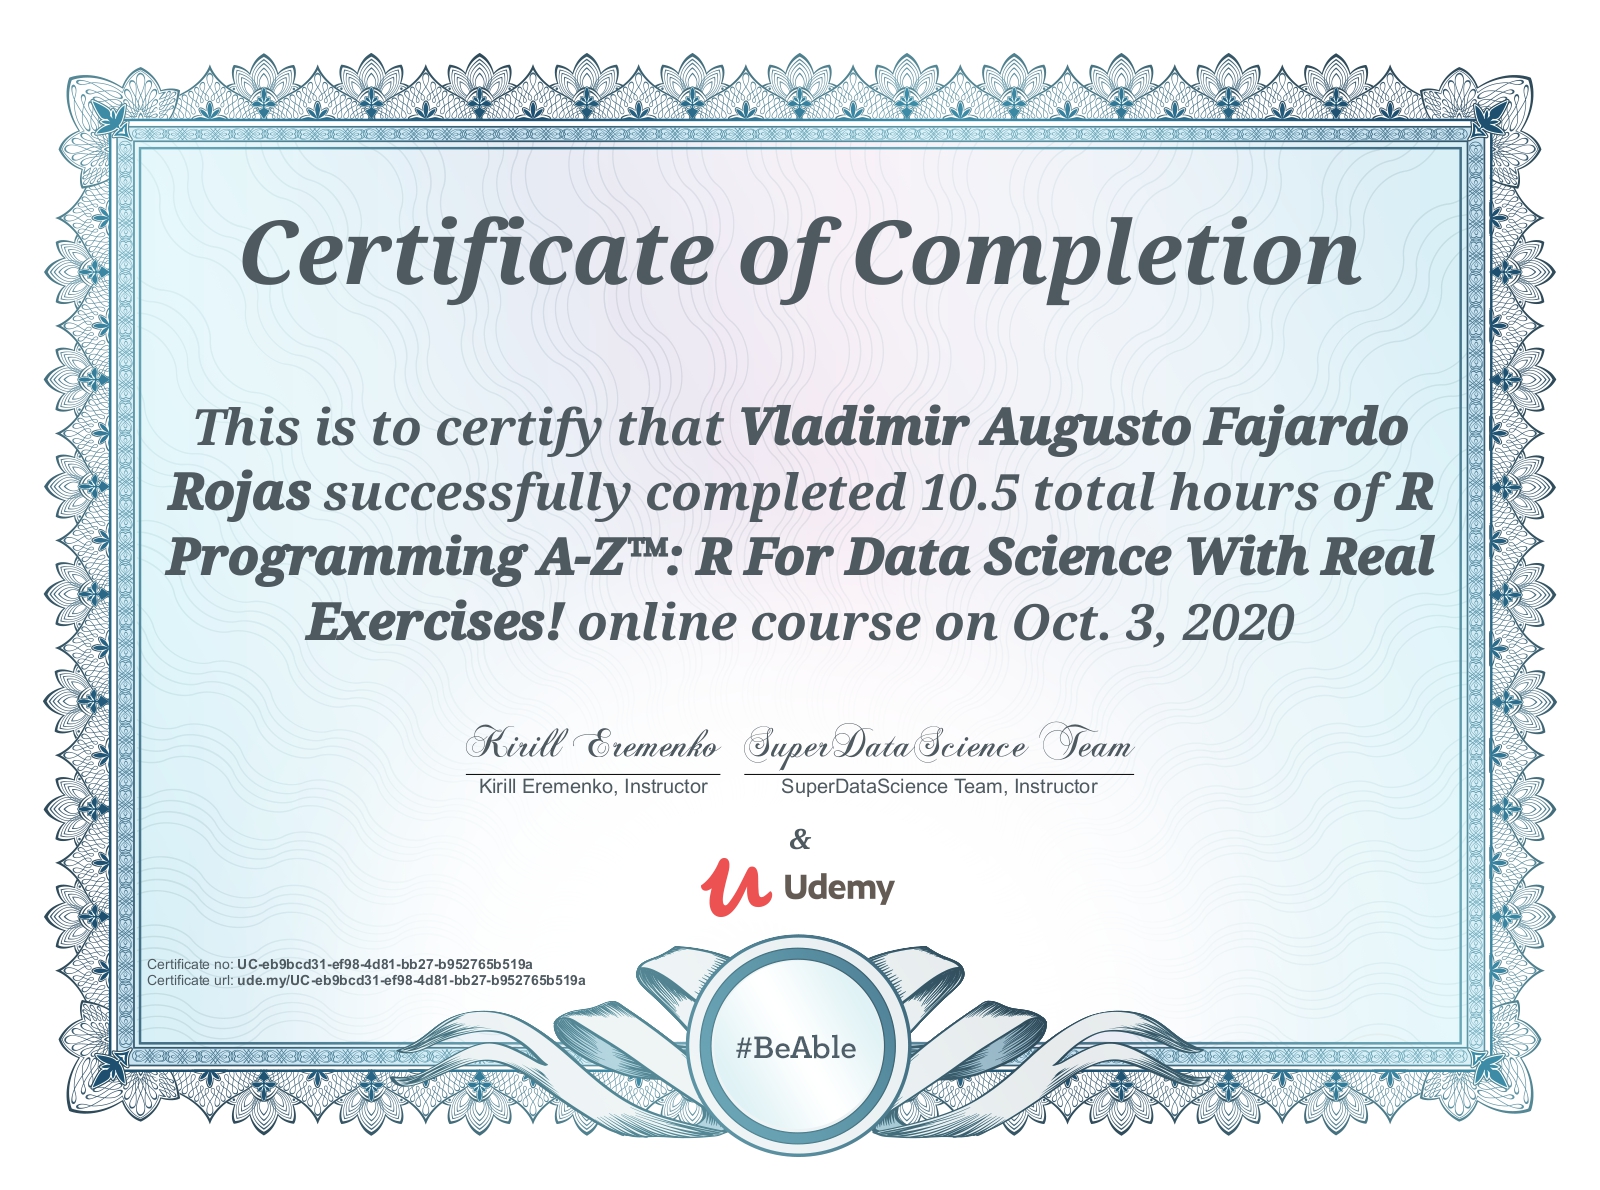 Certificate of Completion
This is to certify that Vladimir Augusto Fajardo
Rojas successfully completed 10.5 total hours of R
Programming A-Z™: R For Data Science With Real
Exercises! online course on Oct. 3, 2020
Kirill Eremenko SuperDataScience Team
Kirill Eremenko, Instructor SuperDataScience Team, Instructor
&
Udemy
Certificate no: UC-eb9bcd31-ef98-4d81-bb27-b952765b519a
Certificate url: ude.my/UC-eb9bcd31-ef98-4d81-bb27-b952765b519a
#BeAble